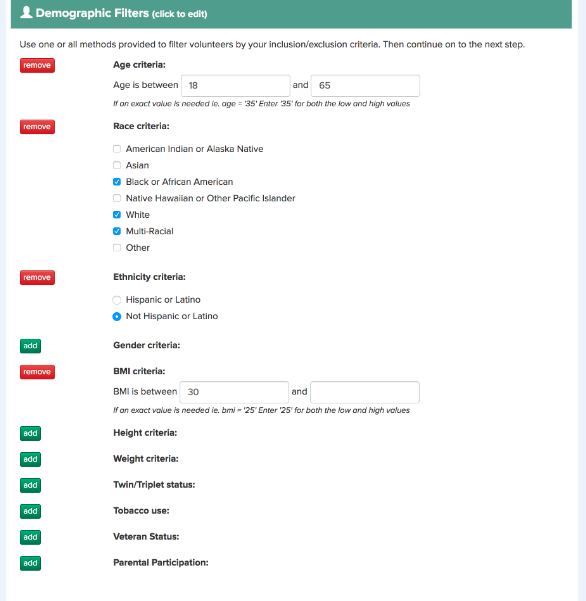 Demographic Filters (click to edit)
Use one or all methods provided to filter volunteers by your inclusion/exclusion criteria. Then continue on to the next step.
remove Age criteria:
Age is between 18 and 65
If an exact value is needed ie. age = '35' Enter '35' for both the low and high values
remove Race criteria:
American Indian or Alaska Native
Asian
Black or African American
Native Hawaiian or Other Pacific Islander
White
Multi-Racial
Other
remove Ethnicity criteria:
Hispanic or Latino
Not Hispanic or Latino
add Gender criteria:
remove BMI criteria:
BMI is between 30 and
If an exact value is needed ie. bmi = '25' Enter '25' for both the low and high values
add Height criteria:
add Weight criteria:
add Twin/Triplet status:
add Tobacco use:
add Veteran Status:
add Parental Participation: